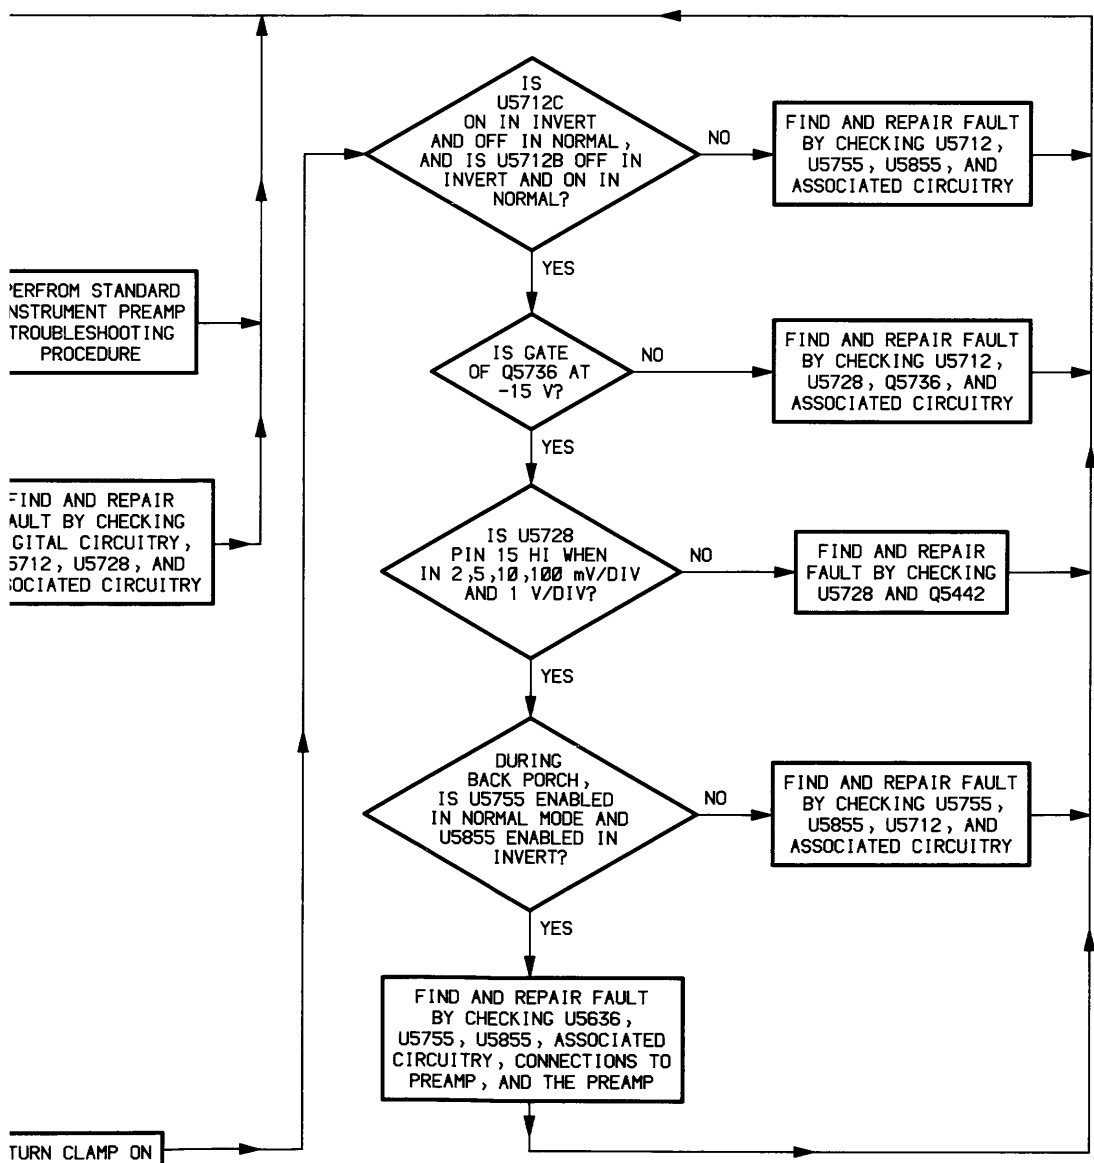 IS
U5712C
ON IN INVERT
AND OFF IN NORMAL,
AND IS U5712B OFF IN
INVERT AND ON IN
NORMAL?
NO
FIND AND REPAIR FAULT
BY CHECKING U5712,
U5755, U5855, AND
ASSOCIATED CIRCUITRY
YES
PERFROM STANDARD
NSTRUMENT PREAMP
TROUBLESHOOTING
PROCEDURE
IS GATE
OF Q5736 AT
-15 V?
NO
FIND AND REPAIR FAULT
BY CHECKING U5712,
U5728, Q5736, AND
ASSOCIATED CIRCUITRY
YES
FIND AND REPAIR
AULT BY CHECKING
GITAL CIRCUITRY,
5712, U5728, AND
SOCIATED CIRCUITRY
IS U5728
PIN 15 HI WHEN
IN 2,5,10,100 mV/DIV
AND 1 V/DIV?
NO
FIND AND REPAIR
FAULT BY CHECKING
U5728 AND Q5442
YES
DURING
BACK PORCH,
IS U5755 ENABLED
IN NORMAL MODE AND
U5855 ENABLED IN
INVERT?
NO
FIND AND REPAIR FAULT
BY CHECKING U5755,
U5855, U5712, AND
ASSOCIATED CIRCUITRY
YES
FIND AND REPAIR FAULT
BY CHECKING U5636,
U5755, U5855, ASSOCIATED
CIRCUITRY, CONNECTIONS TO
PREAMP, AND THE PREAMP
TURN CLAMP ON